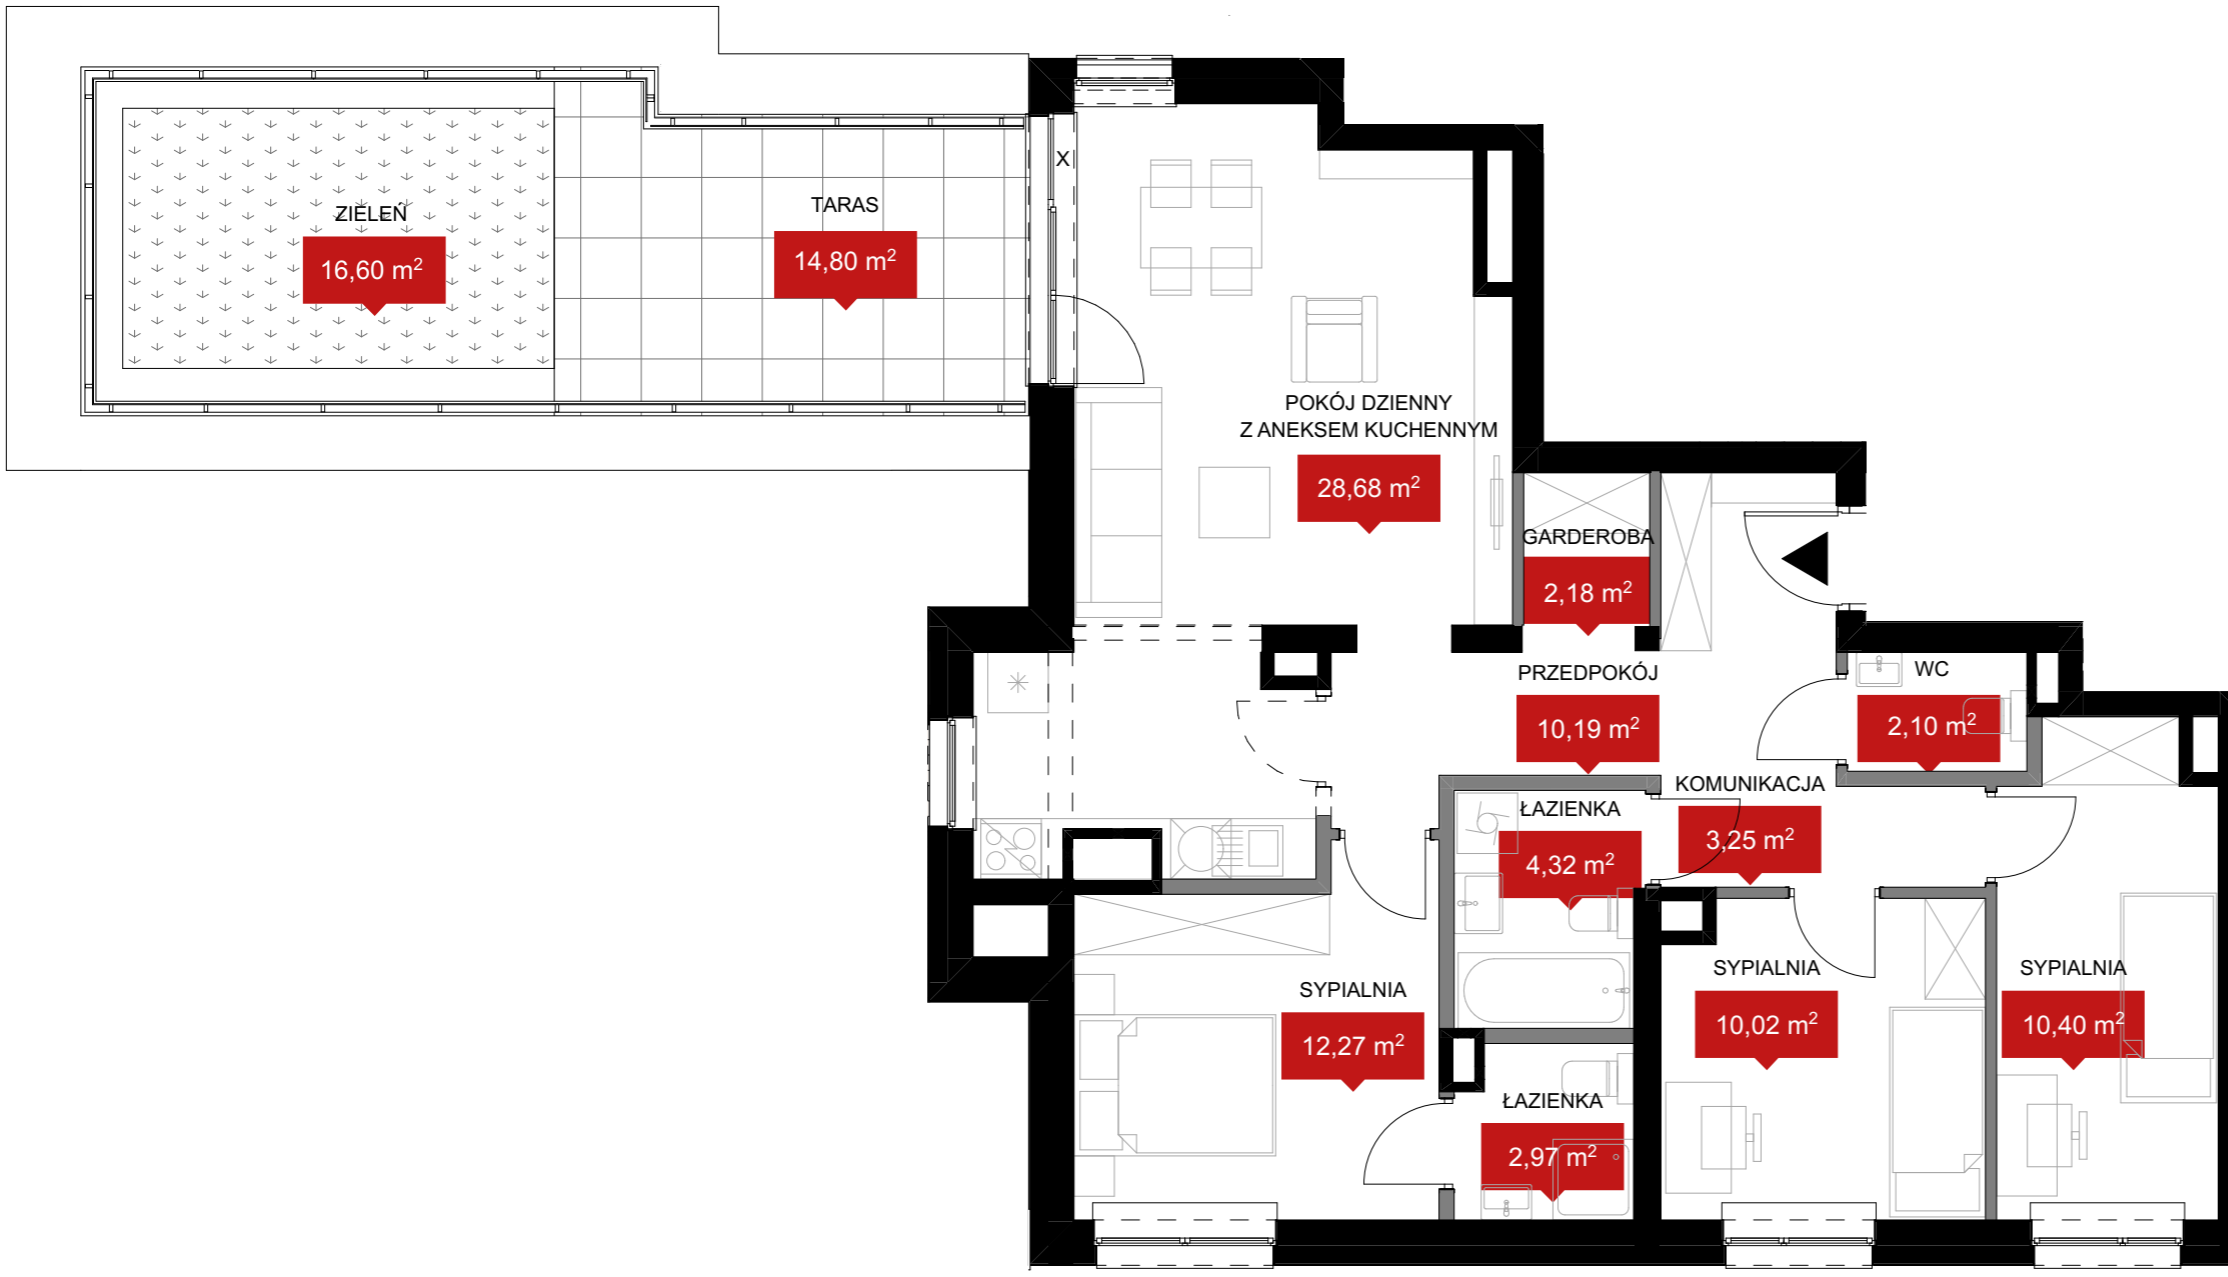 ZIELEŃ
16,60 m²
TARAS
14,80 m²
X
POKÓJ DZIENNY
Z ANEKSEM KUCHENNYM
28,68 m²
GARDEROBA
2,18 m²
PRZEDPOKÓJ
10,19 m²
WC
2,10 m²
KOMUNIKACJA
3,25 m²
ŁAZIENKA
4,32 m²
SYPIALNIA
12,27 m²
SYPIALNIA
10,02 m²
SYPIALNIA
10,40 m²
ŁAZIENKA
2,97 m²